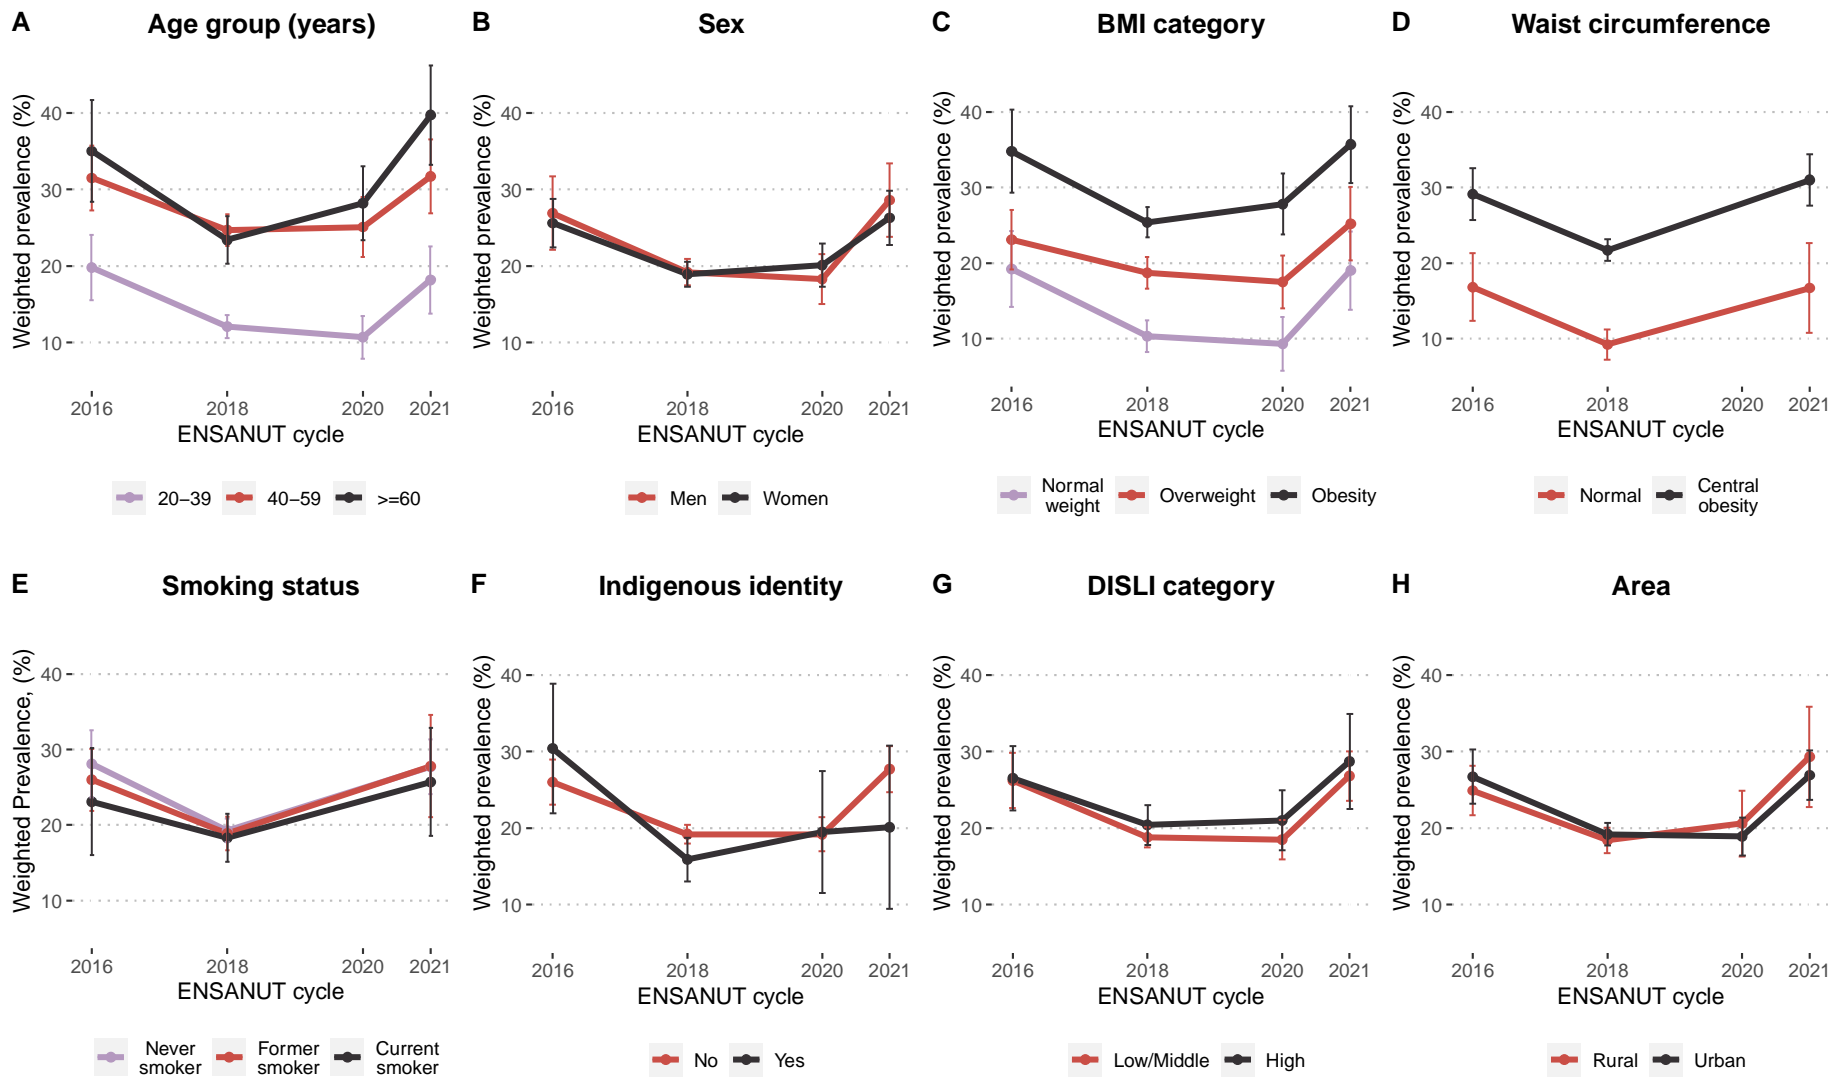 A Age group (years)
Weighted prevalence (%)
40
30
20
10
2016 2018 2020 2021
ENSANUT cycle
20–39 40–59 >=60
B Sex
Weighted prevalence (%)
40
30
20
10
2016 2018 2020 2021
ENSANUT cycle
Men Women
C BMI category
Weighted prevalence (%)
40
30
20
10
2016 2018 2020 2021
ENSANUT cycle
Normal weight Overweight Obesity
D Waist circumference
Weighted prevalence (%)
40
30
20
10
2016 2018 2020 2021
ENSANUT cycle
Normal Central obesity
E Smoking status
Weighted Prevalence, (%)
40
30
20
10
2016 2018 2020 2021
ENSANUT cycle
Never smoker Former smoker Current smoker
F Indigenous identity
Weighted prevalence (%)
40
30
20
10
2016 2018 2020 2021
ENSANUT cycle
No Yes
G DISLI category
Weighted prevalence (%)
40
30
20
10
2016 2018 2020 2021
ENSANUT cycle
Low/Middle High
H Area
Weighted prevalence (%)
40
30
20
10
2016 2018 2020 2021
ENSANUT cycle
Rural Urban